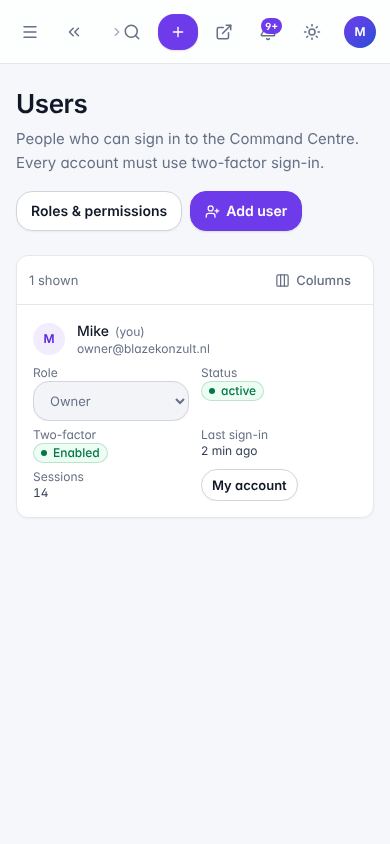 9+
M
Users
People who can sign in to the Command Centre.
Every account must use two-factor sign-in.
Roles & permissions
Add user
1 shown
Columns
M
Mike (you)
owner@blazekonzult.nl
Role
Owner
Status
active
Two-factor
Enabled
Last sign-in
2 min ago
Sessions
14
My account